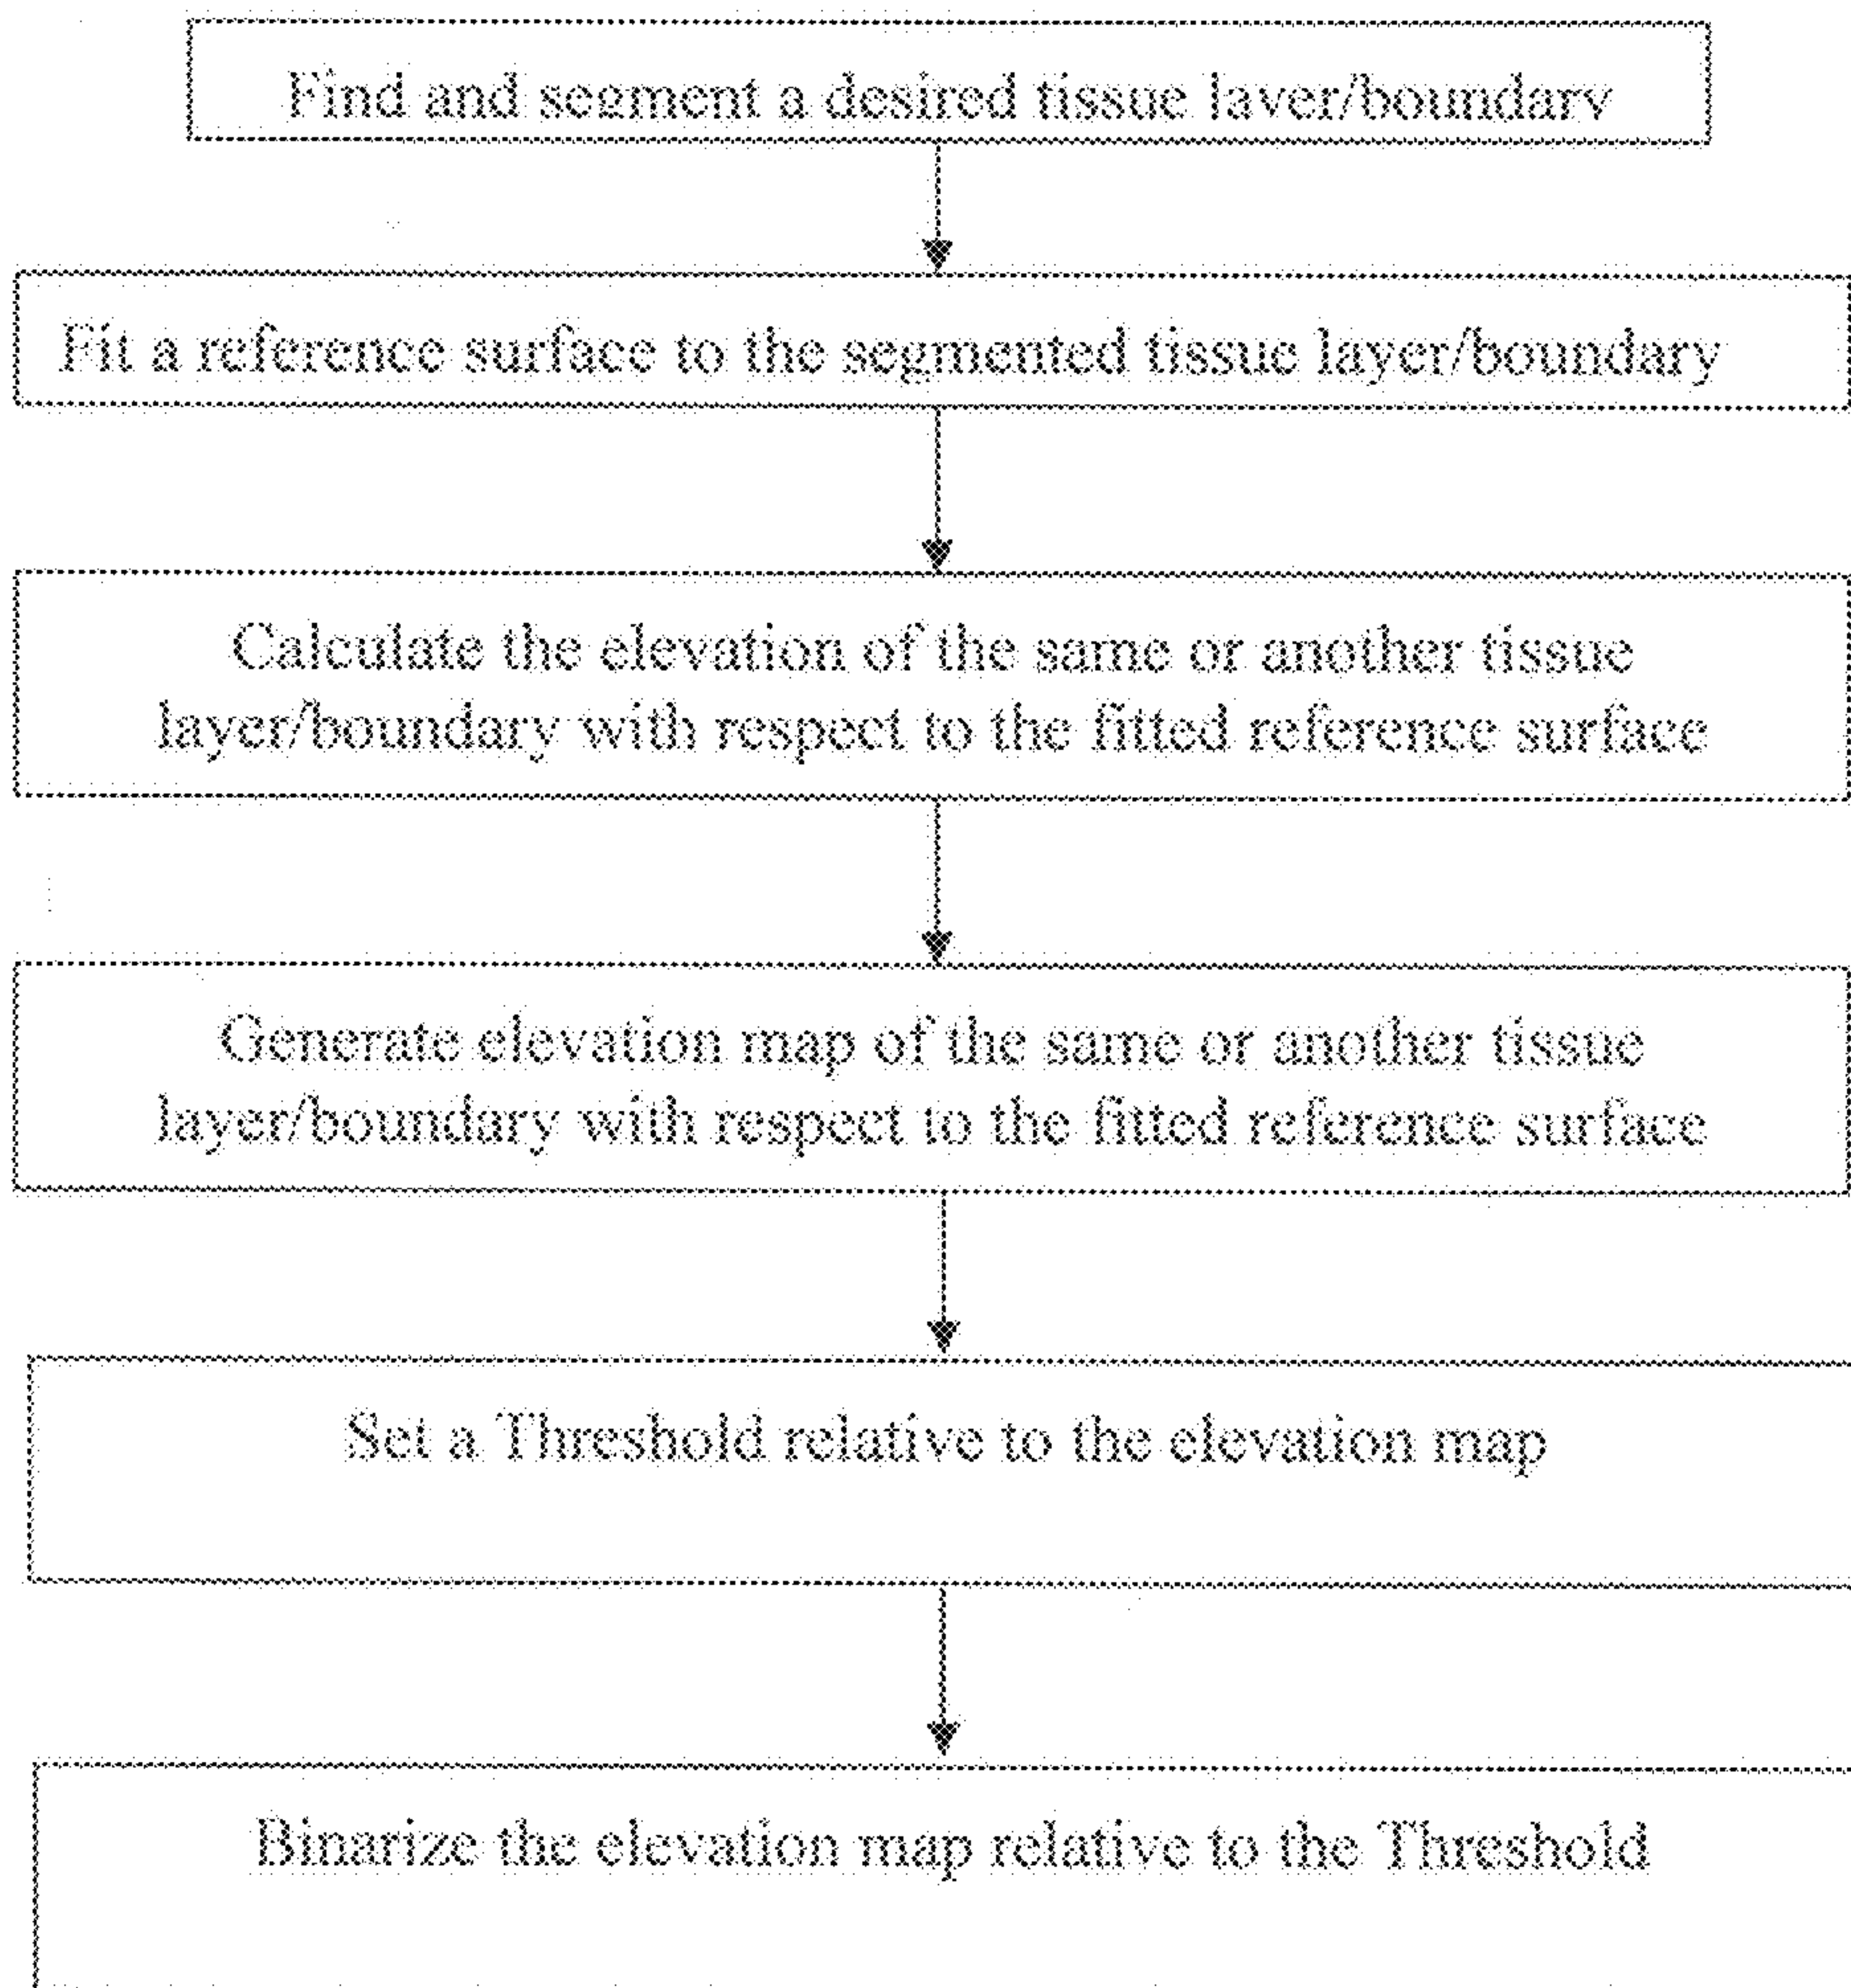 Find and segment a desired tissue layer/boundary
Fit a reference surface to the segmented tissue layer/boundary
Calculate the elevation of the same or another tissue
layer/boundary with respect to the fitted reference surface
Generate elevation map of the same or another tissue
layer/boundary with respect to the fitted reference surface
Set a Threshold relative to the elevation map
Binarize the elevation map relative to the Threshold